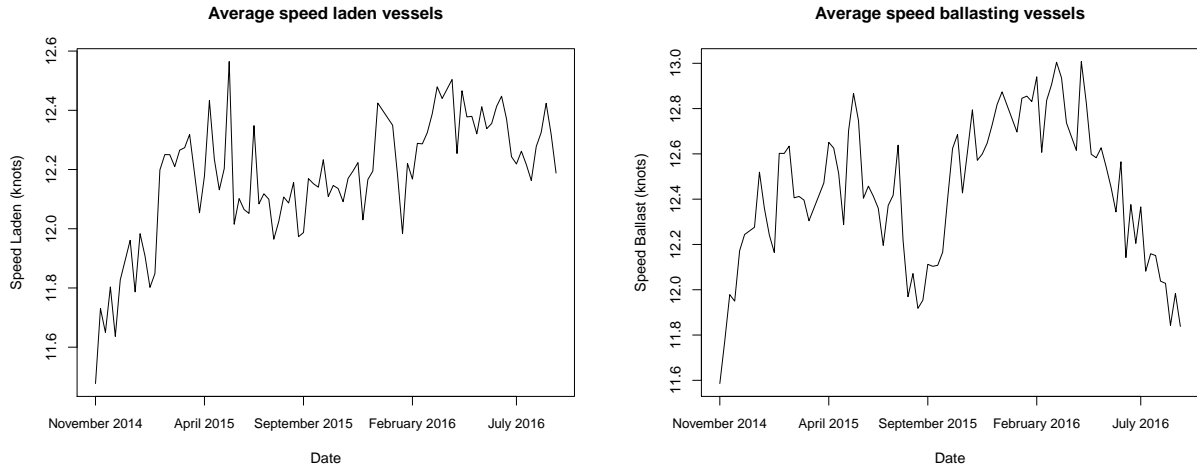 Average speed laden vessels
Speed Laden (knots)
12.6
12.4
12.2
12.0
11.8
11.6
November 2014 April 2015 September 2015 February 2016 July 2016
Date
Average speed ballasting vessels
Speed Ballast (knots)
13.0
12.8
12.6
12.4
12.2
12.0
11.8
11.6
November 2014 April 2015 September 2015 February 2016 July 2016
Date